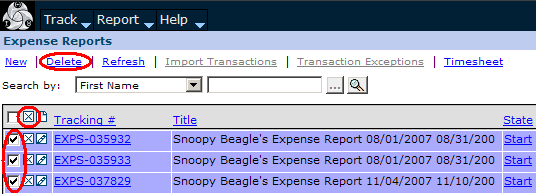 Track Report Help
Expense Reports
New Delete Refresh Import Transactions Transaction Exceptions Timesheet
Search by: First Name ...
Tracking # Title State
EXPS-035932 Snoopy Beagle's Expense Report 08/01/2007 08/31/200 Start
EXPS-035933 Snoopy Beagle's Expense Report 08/01/2007 08/31/200 Start
EXPS-037829 Snoopy Beagle's Expense Report 11/04/2007 11/10/200 Start